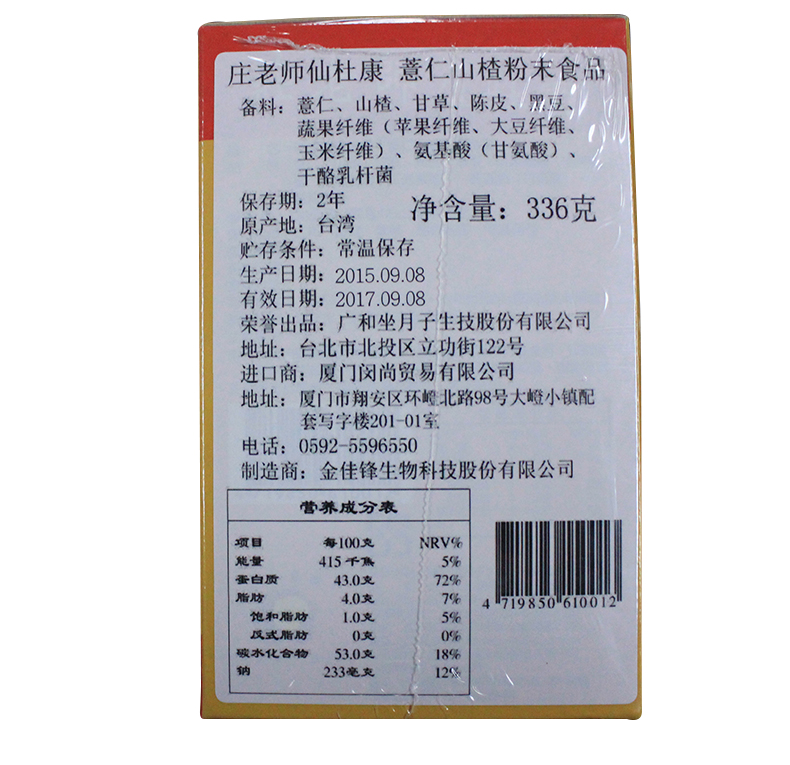 庄老师仙杜康 薏仁山楂粉末食品
备料：薏仁、山楂、甘草、陈皮、黑豆、
蔬果纤维（苹果纤维、大豆纤维、
玉米纤维）、氨基酸（甘氨酸）、
干酪乳杆菌
保存期：2年
净含量：336克
原产地：台湾
贮存条件：常温保存
生产日期：2015.09.08
有效日期：2017.09.08
荣誉出品：广和坐月子生技股份有限公司
地址：台北市北投区立功街122号
进口商：厦门闵尚贸易有限公司
地址：厦门市翔安区环嶝北路98号大嶝小镇配
套写字楼201-01室
电话：0592-5596550
制造商：金佳锋生物科技股份有限公司
营养成分表
项目 每100克 NRV%
能量 415千焦 5%
蛋白质 43.0克 72%
脂肪 4.0克 7%
饱和脂肪 1.0克 5%
反式脂肪 0克 0%
碳水化合物 53.0克 18%
钠 233毫克 12%
4 719850 610012